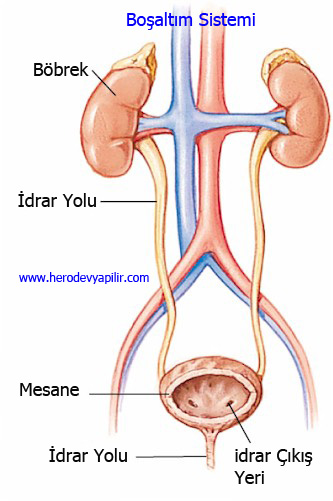 Boşaltım Sistemi
Böbrek
İdrar Yolu
www.herodevyapilir.com
Mesane
İdrar Yolu
idrar Çıkış
Yeri